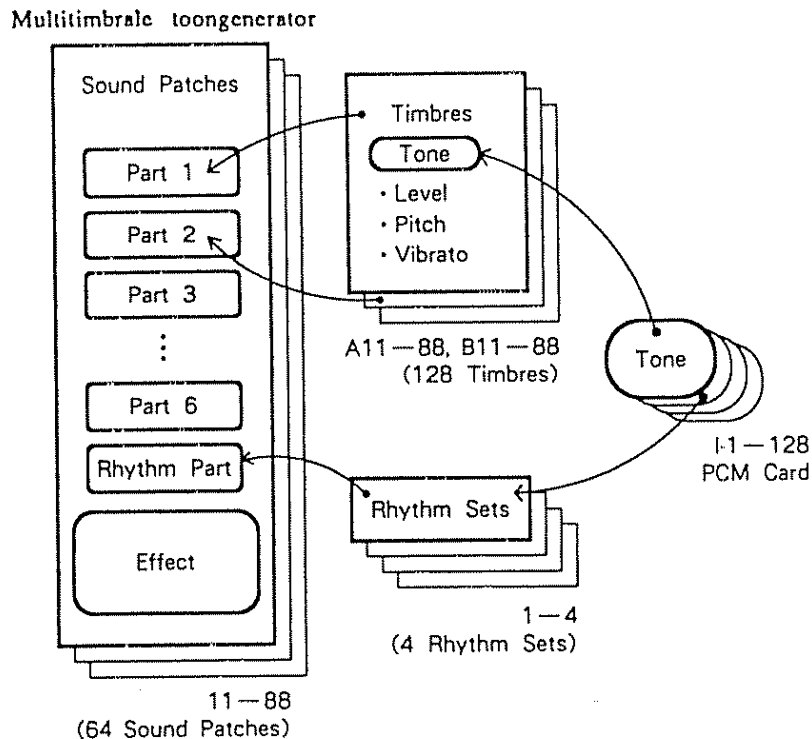 Multitimbrale toongenerator
Sound Patches
Part 1
Part 2
Part 3
Part 6
Rhythm Part
Effect
11—88
(64 Sound Patches)
Timbres
Tone
・Level
・Pitch
・Vibrato
A11—88, B11—88
(128 Timbres)
Rhythm Sets
1—4
(4 Rhythm Sets)
Tone
I-1—128
PCM Card